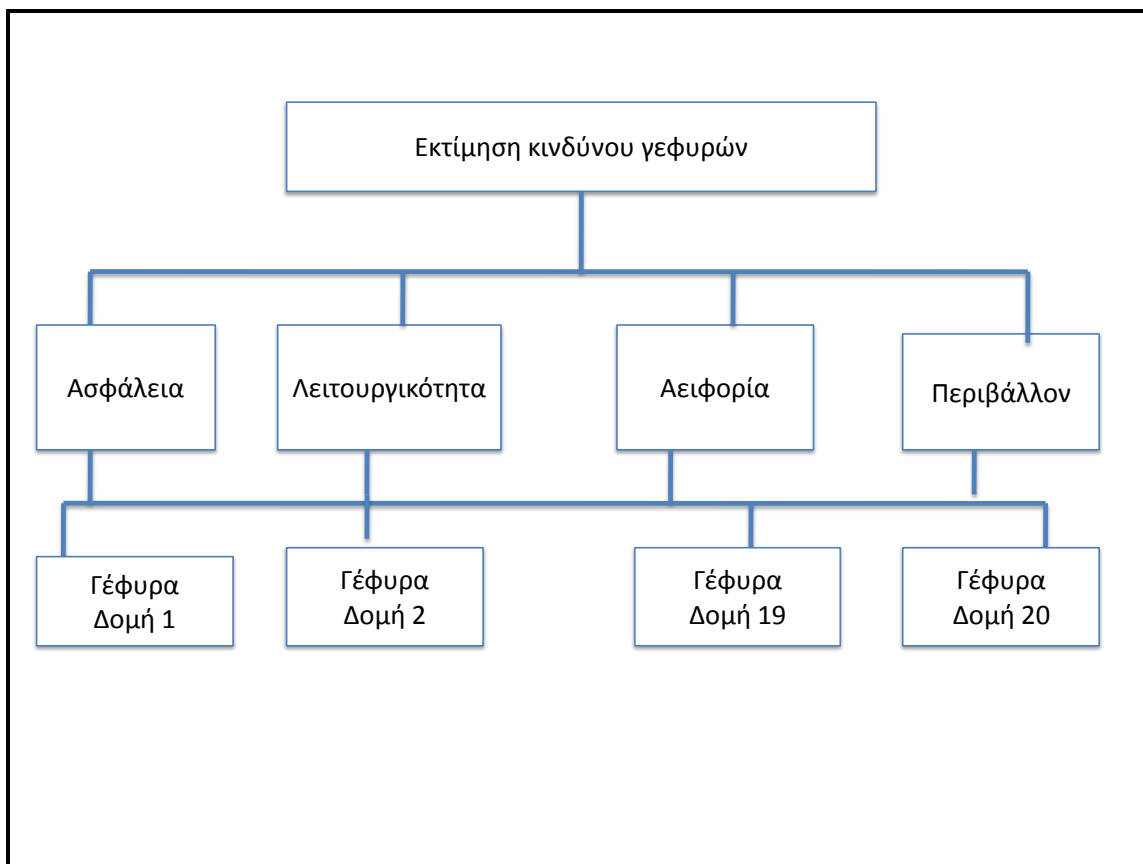 Εκτίμηση κινδύνου γεφυρών
Ασφάλεια
Λειτουργικότητα
Αειφορία
Περιβάλλον
Γέφυρα
Δομή 1
Γέφυρα
Δομή 2
Γέφυρα
Δομή 19
Γέφυρα
Δομή 20